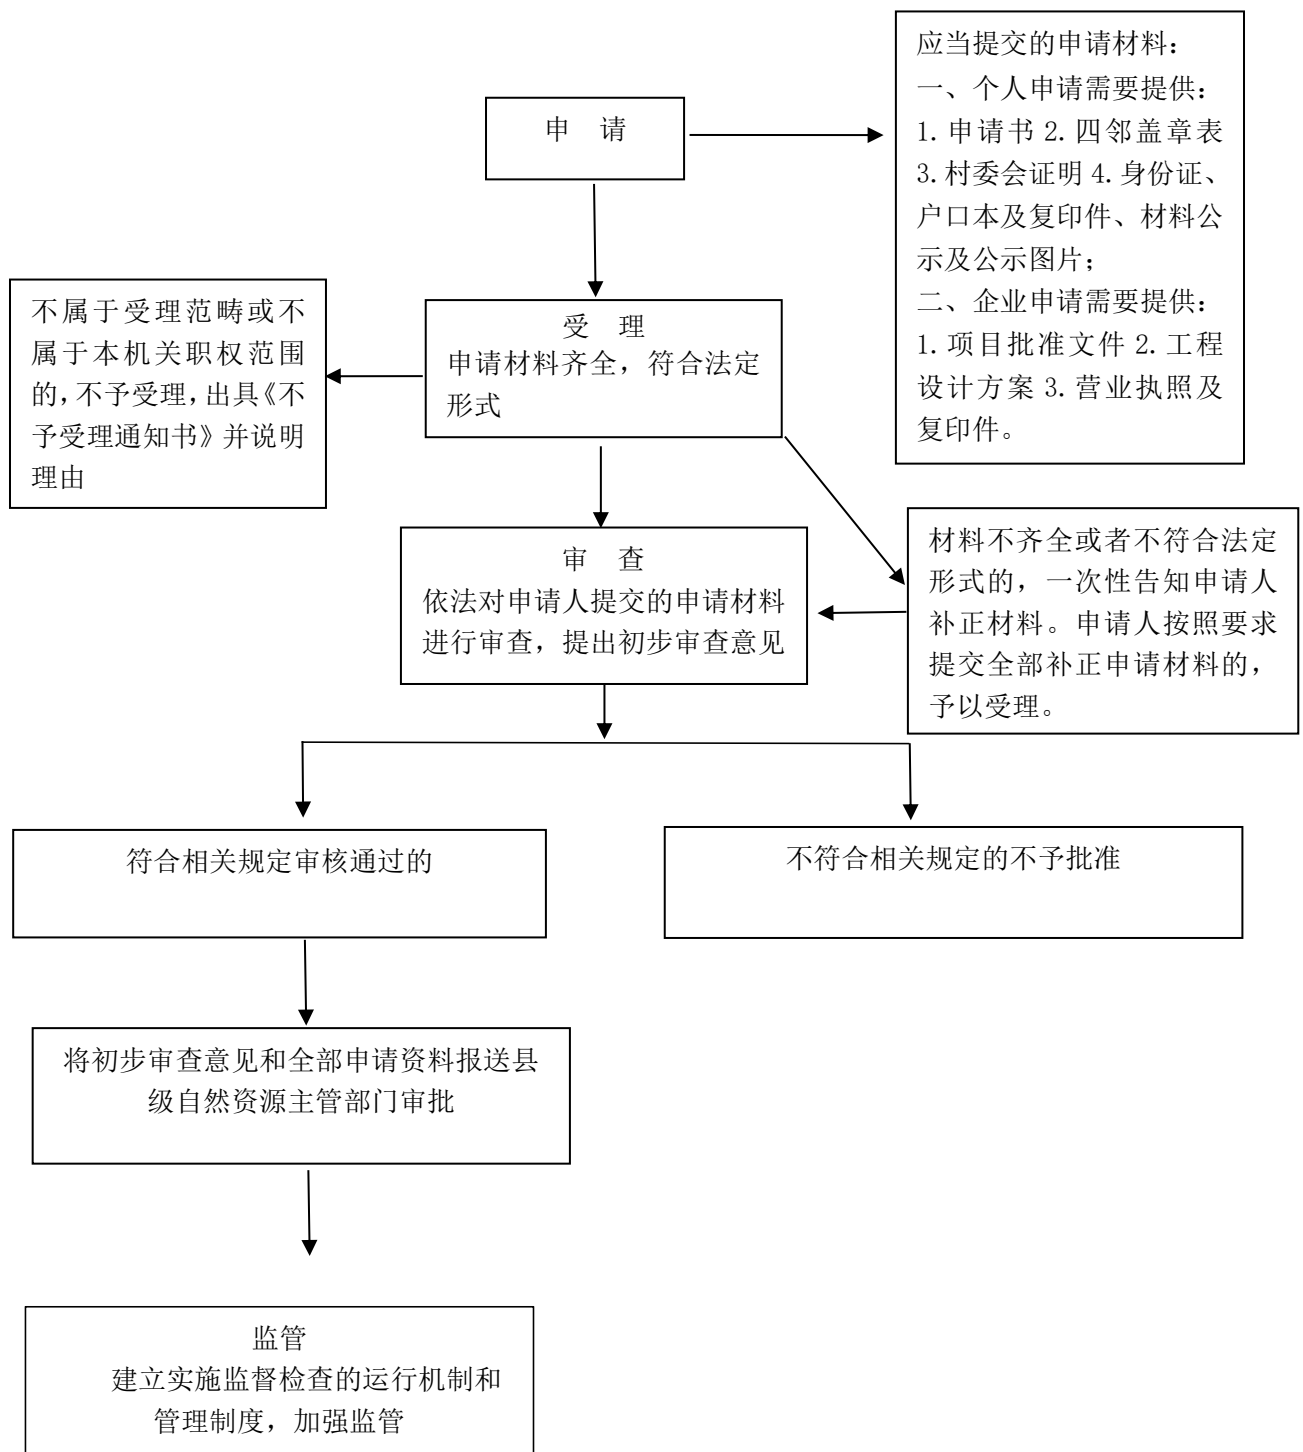 申 请
应当提交的申请材料：
一、个人申请需要提供：
1.申请书 2.四邻盖章表
3.村委会证明 4.身份证、
户口本及复印件、材料公
示及公示图片；
二、企业申请需要提供：
1.项目批准文件 2.工程
设计方案 3.营业执照及
复印件。
不属于受理范畴或不
属于本机关职权范围
的，不予受理，出具《不
予受理通知书》并说明
理由
受 理
申请材料齐全，符合法定
形式
审 查
依法对申请人提交的申请材料
进行审查，提出初步审查意见
材料不齐全或者不符合法定
形式的，一次性告知申请人
补正材料。申请人按照要求
提交全部补正申请材料的，
予以受理。
符合相关规定审核通过的
不符合相关规定的不予批准
将初步审查意见和全部申请资料报送县
级自然资源主管部门审批
监管
建立实施监督检查的运行机制和
管理制度，加强监管